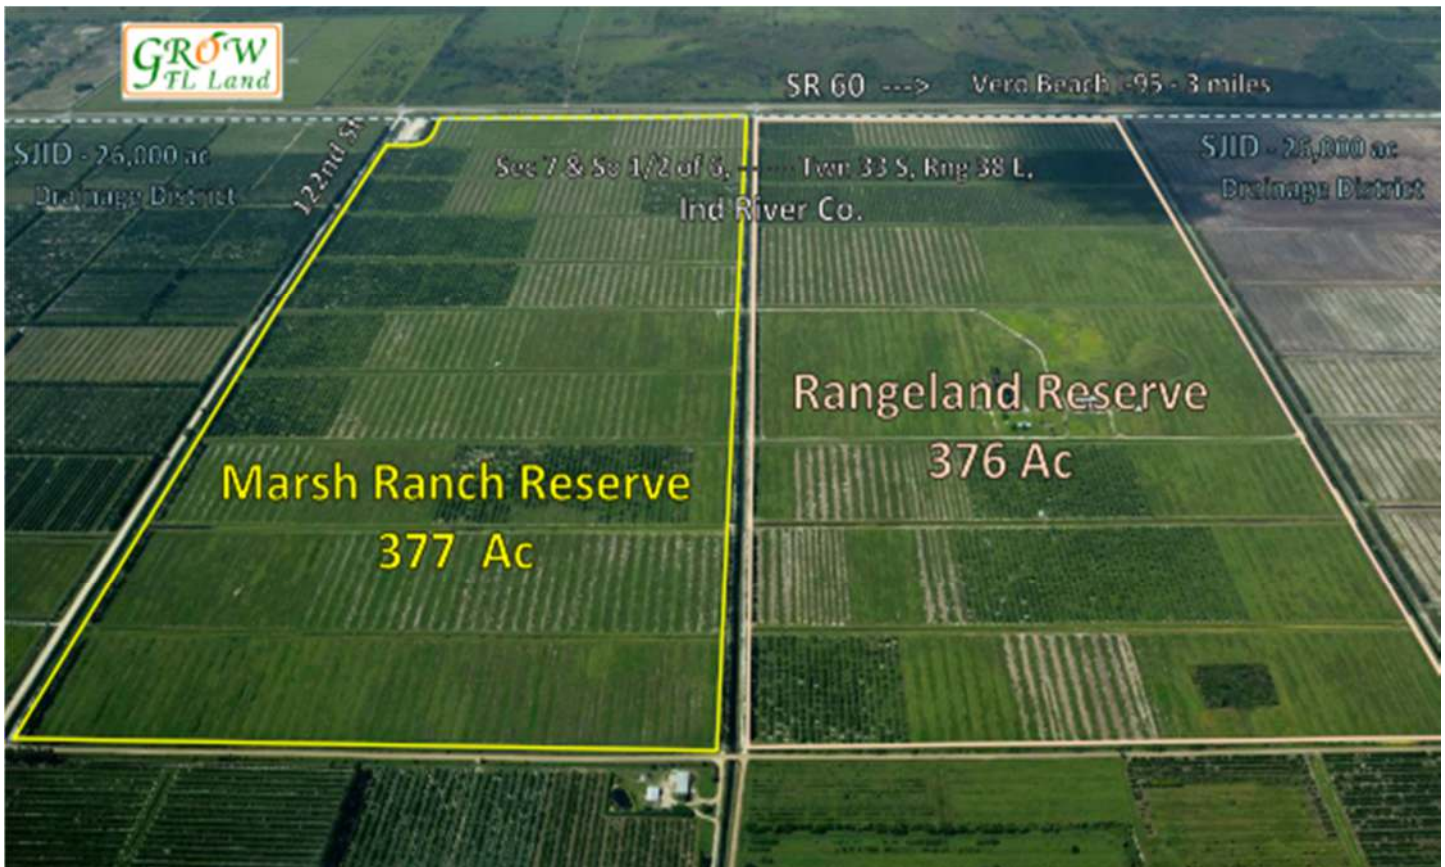 GROW
FL Land
SR 60 ---> Vero Beach I-95 - 3 miles
SJID - 26,000 ac
Drainage District
122nd St
Sec 7 & So 1/2 of 6, ------- Twn 33 S, Rng 38 E,
Ind River Co.
SJID - 26,000 ac
Drainage District
Marsh Ranch Reserve
377 Ac
Rangeland Reserve
376 Ac